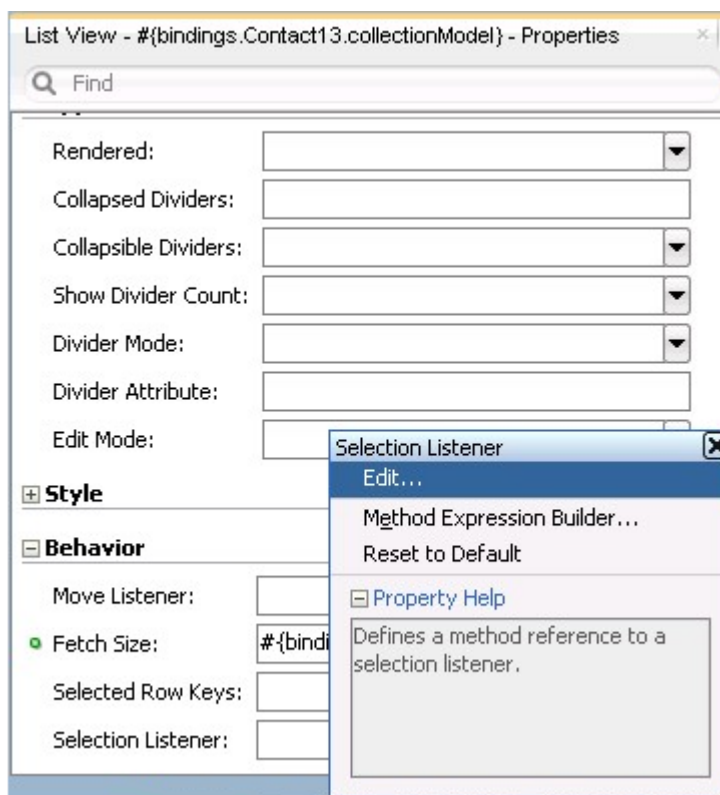 List View - #{bindings.Contact13.collectionModel} - Properties
Find
Rendered:
Collapsed Dividers:
Collapsible Dividers:
Show Divider Count:
Divider Mode:
Divider Attribute:
Edit Mode:
Style
Behavior
Move Listener:
Fetch Size: #{bindi
Selected Row Keys:
Selection Listener:
Selection Listener
Edit...
Method Expression Builder...
Reset to Default
Property Help
Defines a method reference to a
selection listener.